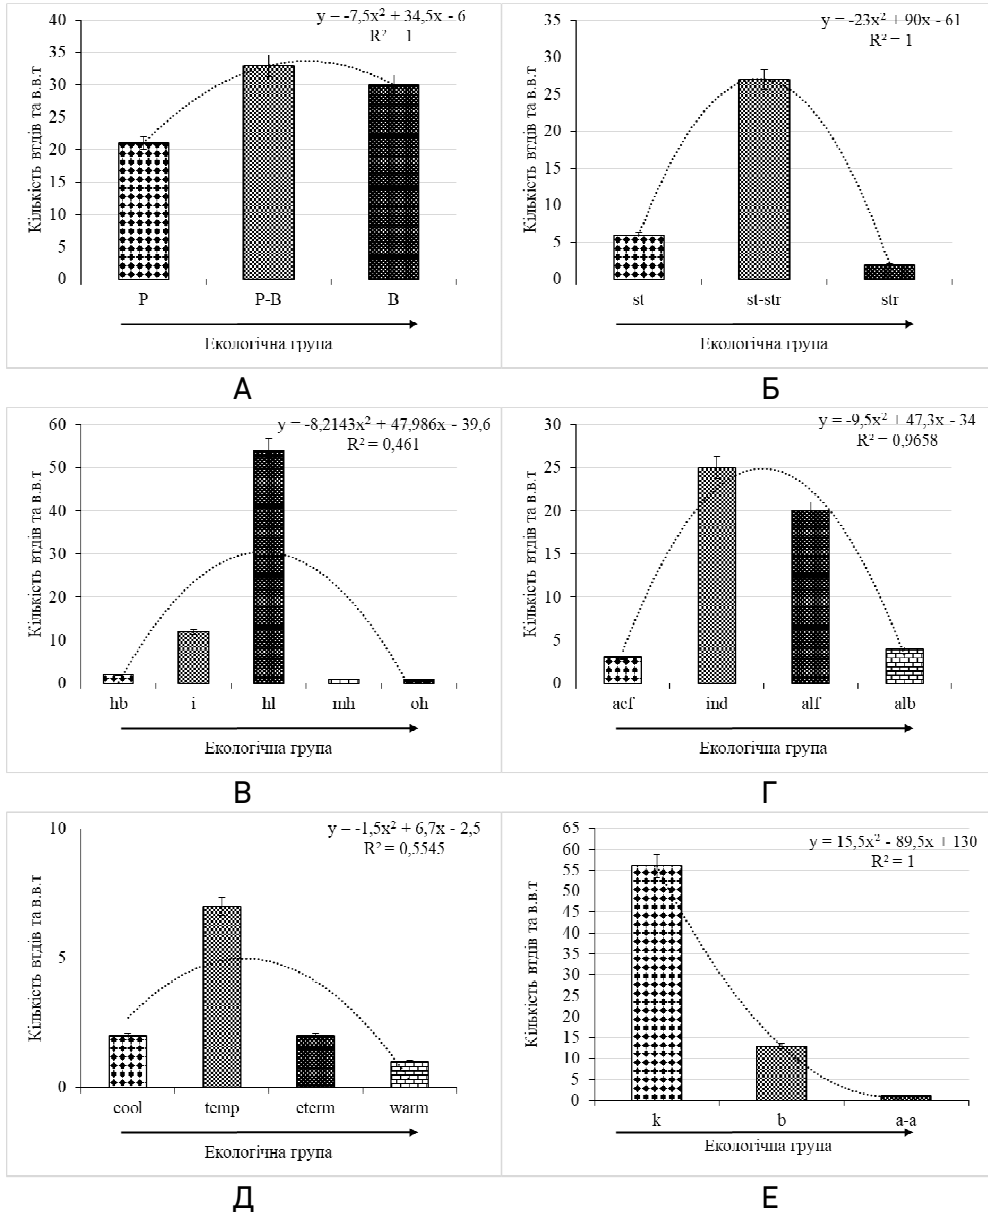 y = -7,5x² + 34,5x - 6
R² = 1
Кількість втдів та в.в.т
40
35
30
25
20
15
10
5
0
P P-B B
Екологічна група
А
y = -23x² + 90x - 61
R² = 1
Кількість втдів та в.в.т
35
30
25
20
15
10
5
0
st st-str str
Екологічна група
Б
y = -8,2143x² + 47,986x - 39,6
R² = 0,461
Кількість втдів та в.в.т
60
50
40
30
20
10
0
hb i hl mh oh
Екологічна група
В
y = -9,5x² + 47,3x - 34
R² = 0,9658
Кількість втдів та в.в.т
30
25
20
15
10
5
0
acf ind alf alb
Екологічна група
Г
y = -1,5x² + 6,7x - 2,5
R² = 0,5545
Кількість втдів та в.в.т
10
5
0
cool temp eterm warm
Екологічна група
Д
y = 15,5x² - 89,5x + 130
R² = 1
Кількість втдів та в.в.т
65
60
55
50
45
40
35
30
25
20
15
10
5
0
k b a-a
Екологічна група
Е